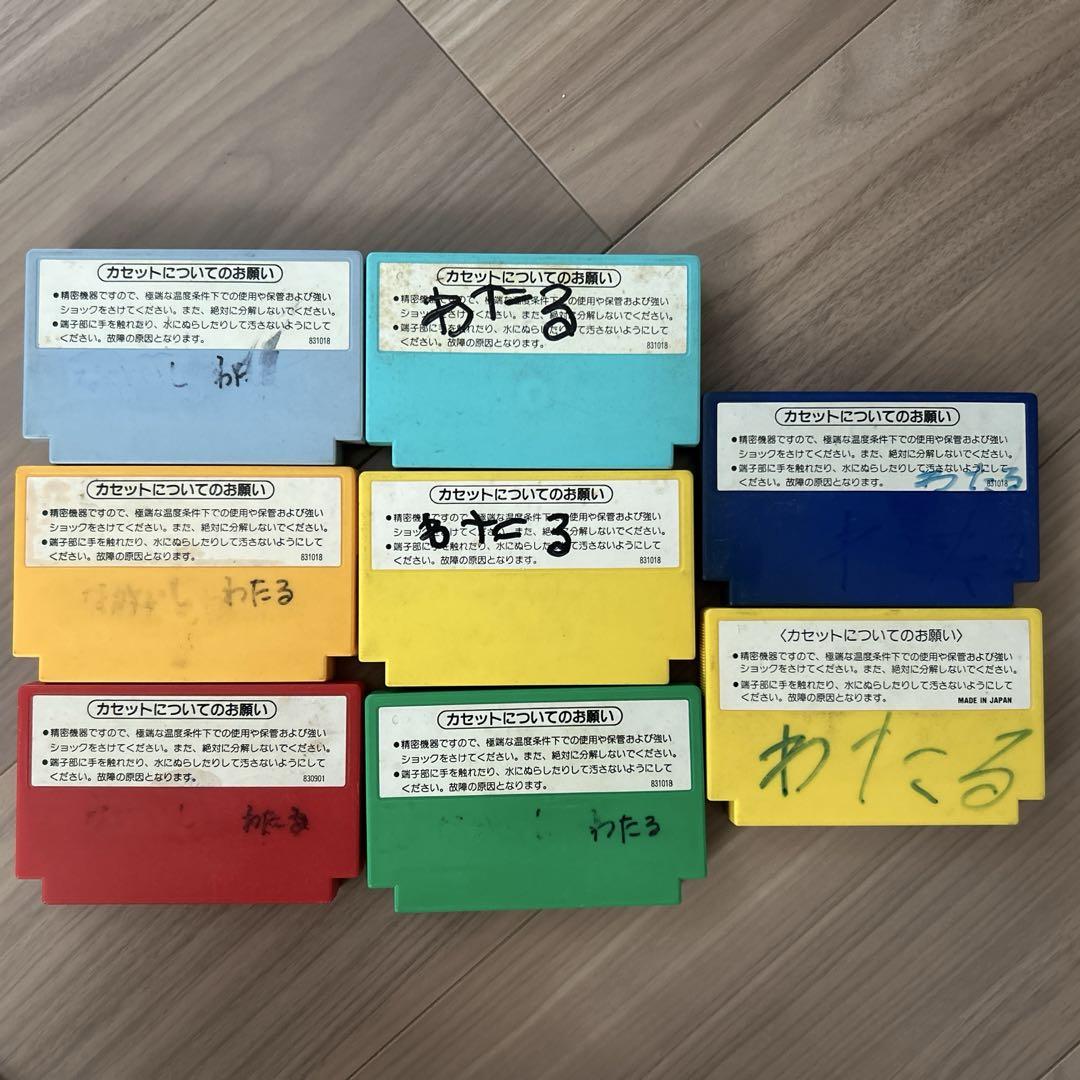 カセットについてのお願い
●精密機器ですので、極端な温度条件下での使用や保管および強い
ショックをさけてください。また、絶対に分解しないでください。
●端子部に手を触れたり、水にぬらしたりして汚さないようにして
ください。故障の原因となります。
831018
わた
カセットについてのお願い
●精密機器ですので、極端な温度条件下での使用や保管および強い
ショックをさけてください。また、絶対に分解しないでください。
●端子部に手を触れたり、水にぬらしたりして汚さないようにして
ください。故障の原因となります。
831018
わたる
カセットについてのお願い
●精密機器ですので、極端な温度条件下での使用や保管および強い
ショックをさけてください。また、絶対に分解しないでください。
●端子部に手を触れたり、水にぬらしたりして汚さないようにして
ください。故障の原因となります。
831018
わたる
カセットについてのお願い
●精密機器ですので、極端な温度条件下での使用や保管および強い
ショックをさけてください。また、絶対に分解しないでください。
●端子部に手を触れたり、水にぬらしたりして汚さないようにして
ください。故障の原因となります。
831018
わたる
カセットについてのお願い
●精密機器ですので、極端な温度条件下での使用や保管および強い
ショックをさけてください。また、絶対に分解しないでください。
●端子部に手を触れたり、水にぬらしたりして汚さないようにして
ください。故障の原因となります。
831018
わたる
〈カセットについてのお願い〉
●精密機器ですので、極端な温度条件下での使用や保管および強い
ショックをさけてください。また、絶対に分解しないでください。
●端子部に手を触れたり、水にぬらしたりして汚さないようにして
ください。故障の原因となります。
MADE IN JAPAN
わたる
カセットについてのお願い
●精密機器ですので、極端な温度条件下での使用や保管および強い
ショックをさけてください。また、絶対に分解しないでください。
●端子部に手を触れたり、水にぬらしたりして汚さないようにして
ください。故障の原因となります。
830901
わたる
カセットについてのお願い
●精密機器ですので、極端な温度条件下での使用や保管および強い
ショックをさけてください。また、絶対に分解しないでください。
●端子部に手を触れたり、水にぬらしたりして汚さないようにして
ください。故障の原因となります。
831018
わたる